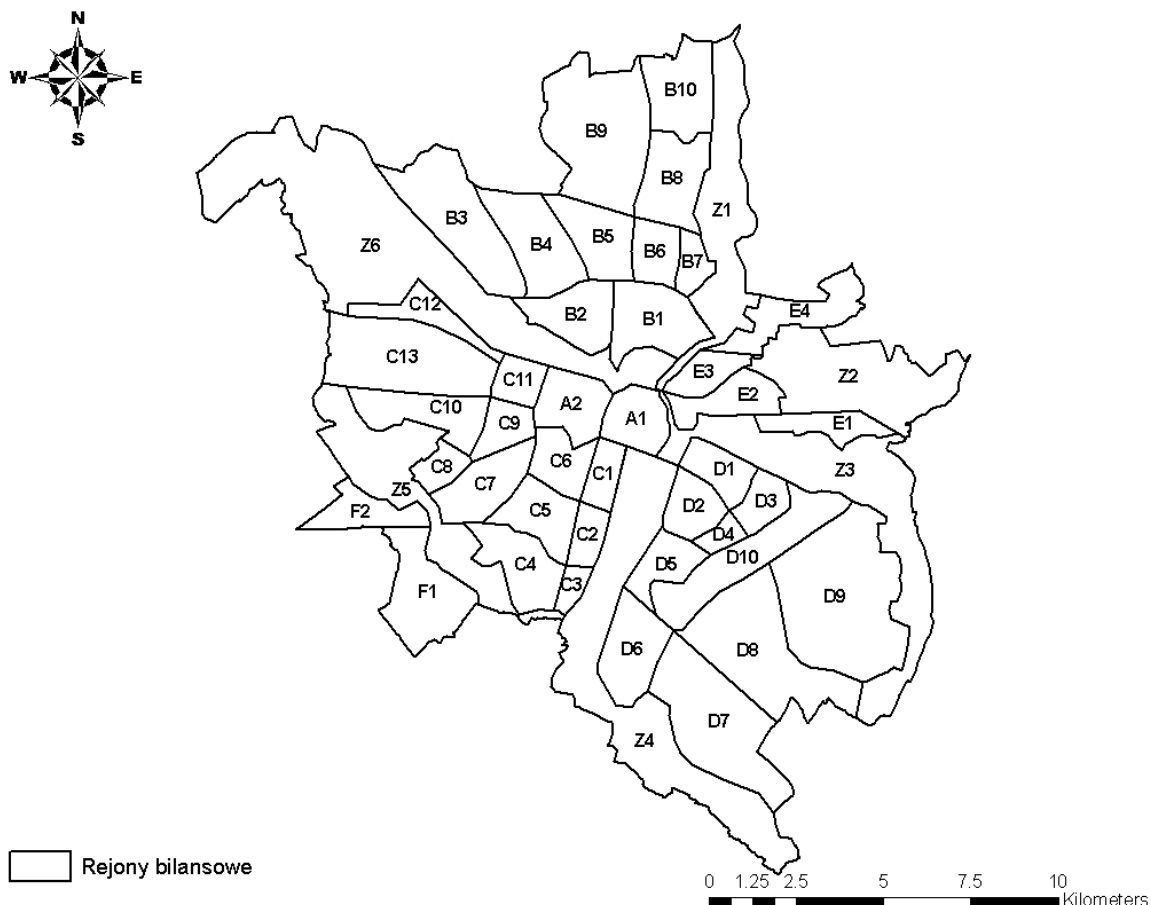 N
W E
S
B10
B9
B8
Z1
B3
B4
B5
B6
B7
Z6
C12
B2
B1
E4
C13
E3
Z2
C11
A2
E2
C10
C9
A1
E1
C8
C6
C1
D1
Z3
Z5
C7
D2
D3
F2
C5
C2
D4
D10
C4
C3
D5
F1
D9
D6
D8
D7
Z4
Rejony bilansowe
0 1.25 2.5 5 7.5 10
Kilometers